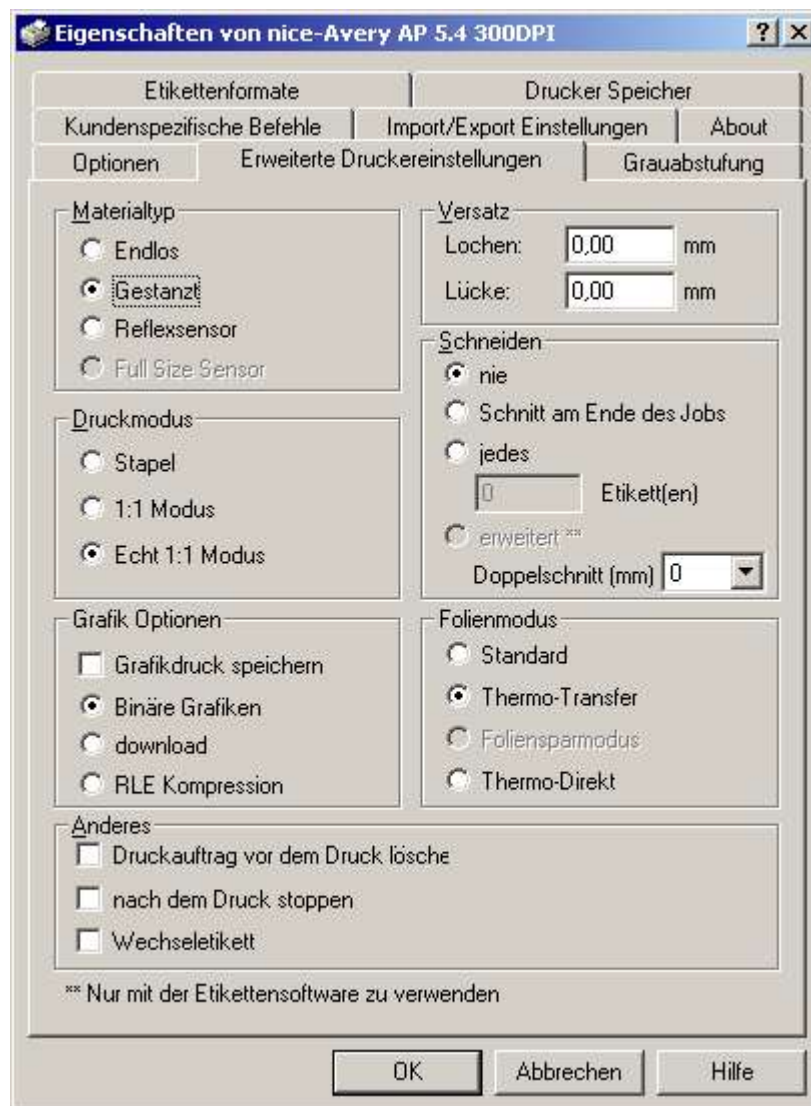 Eigenschaften von nice-Avery AP 5.4 300DPI
Etikettenformate
Drucker Speicher
Kundenspezifische Befehle
Import/Export Einstellungen
About
Optionen
Erweiterte Druckereinstellungen
Grauabstufung
Materialtyp
Endlos
Gestanzt
Reflexsensor
Full Size Sensor
Druckmodus
Stapel
1:1 Modus
Echt 1:1 Modus
Grafik Optionen
Grafikdruck speichern
Binäre Grafiken
download
RLE Kompression
Versatz
Lochen: 0,00 mm
Lücke: 0,00 mm
Schneiden
nie
Schnitt am Ende des Jobs
jedes
0 Etikett(en)
erweitert **
Doppelschnitt (mm) 0
Folienmodus
Standard
Thermo-Transfer
Foliensparmodus
Thermo-Direkt
Anderes
Druckauftrag vor dem Druck lösche
nach dem Druck stoppen
Wechseletikett
** Nur mit der Etikettensoftware zu verwenden
OK
Abbrechen
Hilfe